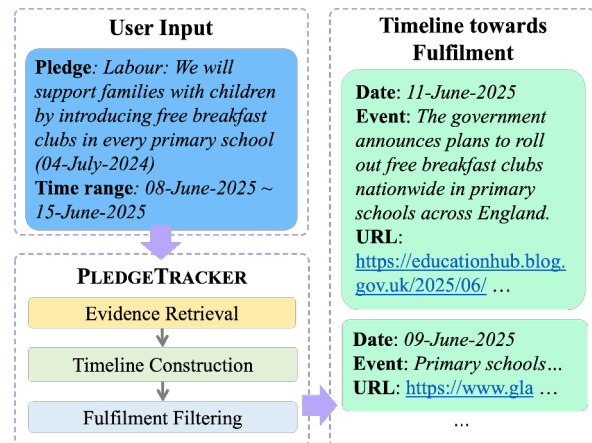 User Input
Pledge: Labour: We will
support families with children
by introducing free breakfast
clubs in every primary school
(04-July-2024)
Time range: 08-June-2025 ~
15-June-2025
PLEDGETRACKER
Evidence Retrieval
Timeline Construction
Fulfilment Filtering
Timeline towards
Fulfilment
Date: 11-June-2025
Event: The government
announces plans to roll
out free breakfast clubs
nationwide in primary
schools across England.
URL:
https://educationhub.blog.
gov.uk/2025/06/ ...
Date: 09-June-2025
Event: Primary schools...
URL: https://www.gla ...
...